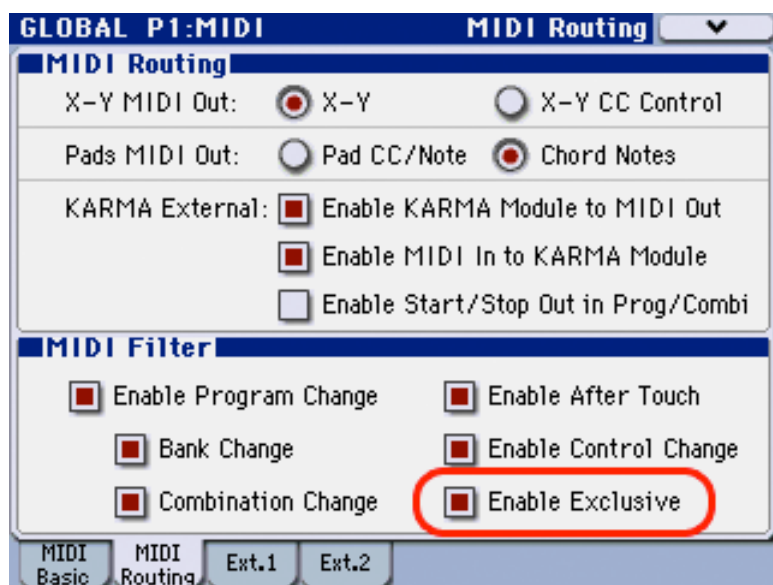 GLOBAL P1:MIDI MIDI Routing
MIDI Routing
X-Y MIDI Out: X-Y X-Y CC Control
Pads MIDI Out: Pad CC/Note Chord Notes
KARMA External: Enable KARMA Module to MIDI Out
Enable MIDI In to KARMA Module
Enable Start/Stop Out in Prog/Combi
MIDI Filter
Enable Program Change Enable After Touch
Bank Change Enable Control Change
Combination Change Enable Exclusive
MIDI Basic MIDI Routing Ext.1 Ext.2